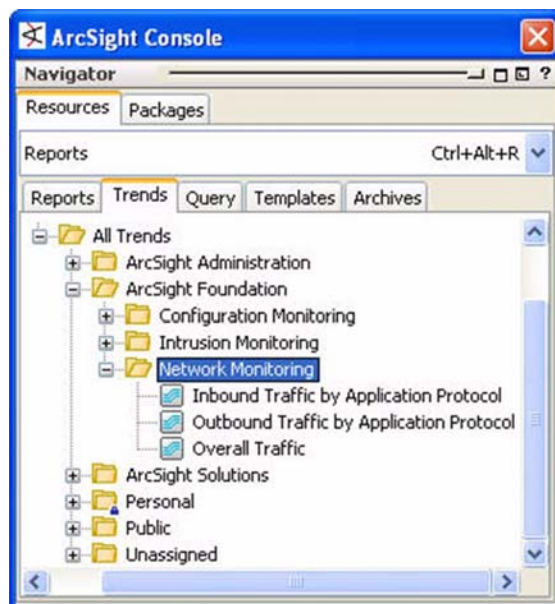 ArcSight Console
Navigator ?
Resources Packages
Reports Ctrl+Alt+R
Reports Trends Query Templates Archives
All Trends
ArcSight Administration
ArcSight Foundation
Configuration Monitoring
Intrusion Monitoring
Network Monitoring
Inbound Traffic by Application Protocol
Outbound Traffic by Application Protocol
Overall Traffic
ArcSight Solutions
Personal
Public
Unassigned